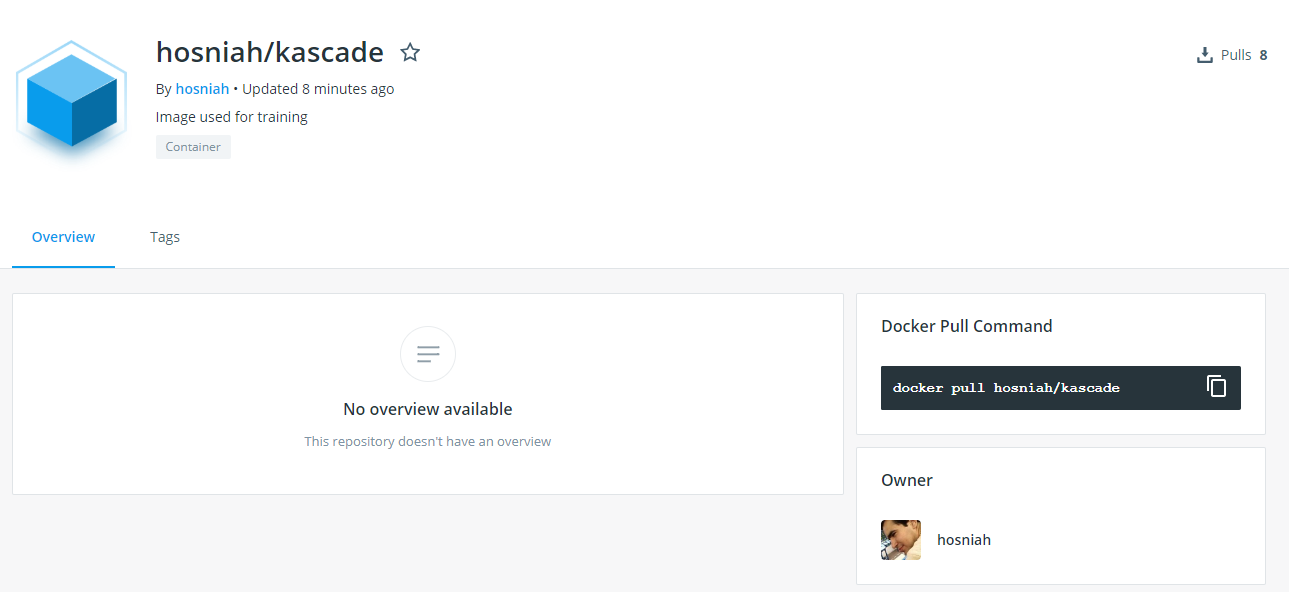 hosniah/kascade
Pulls 8
By hosniah • Updated 8 minutes ago
Image used for training
Container
Overview
Tags
No overview available
This repository doesn't have an overview
Docker Pull Command
docker pull hosniah/kascade
Owner
hosniah